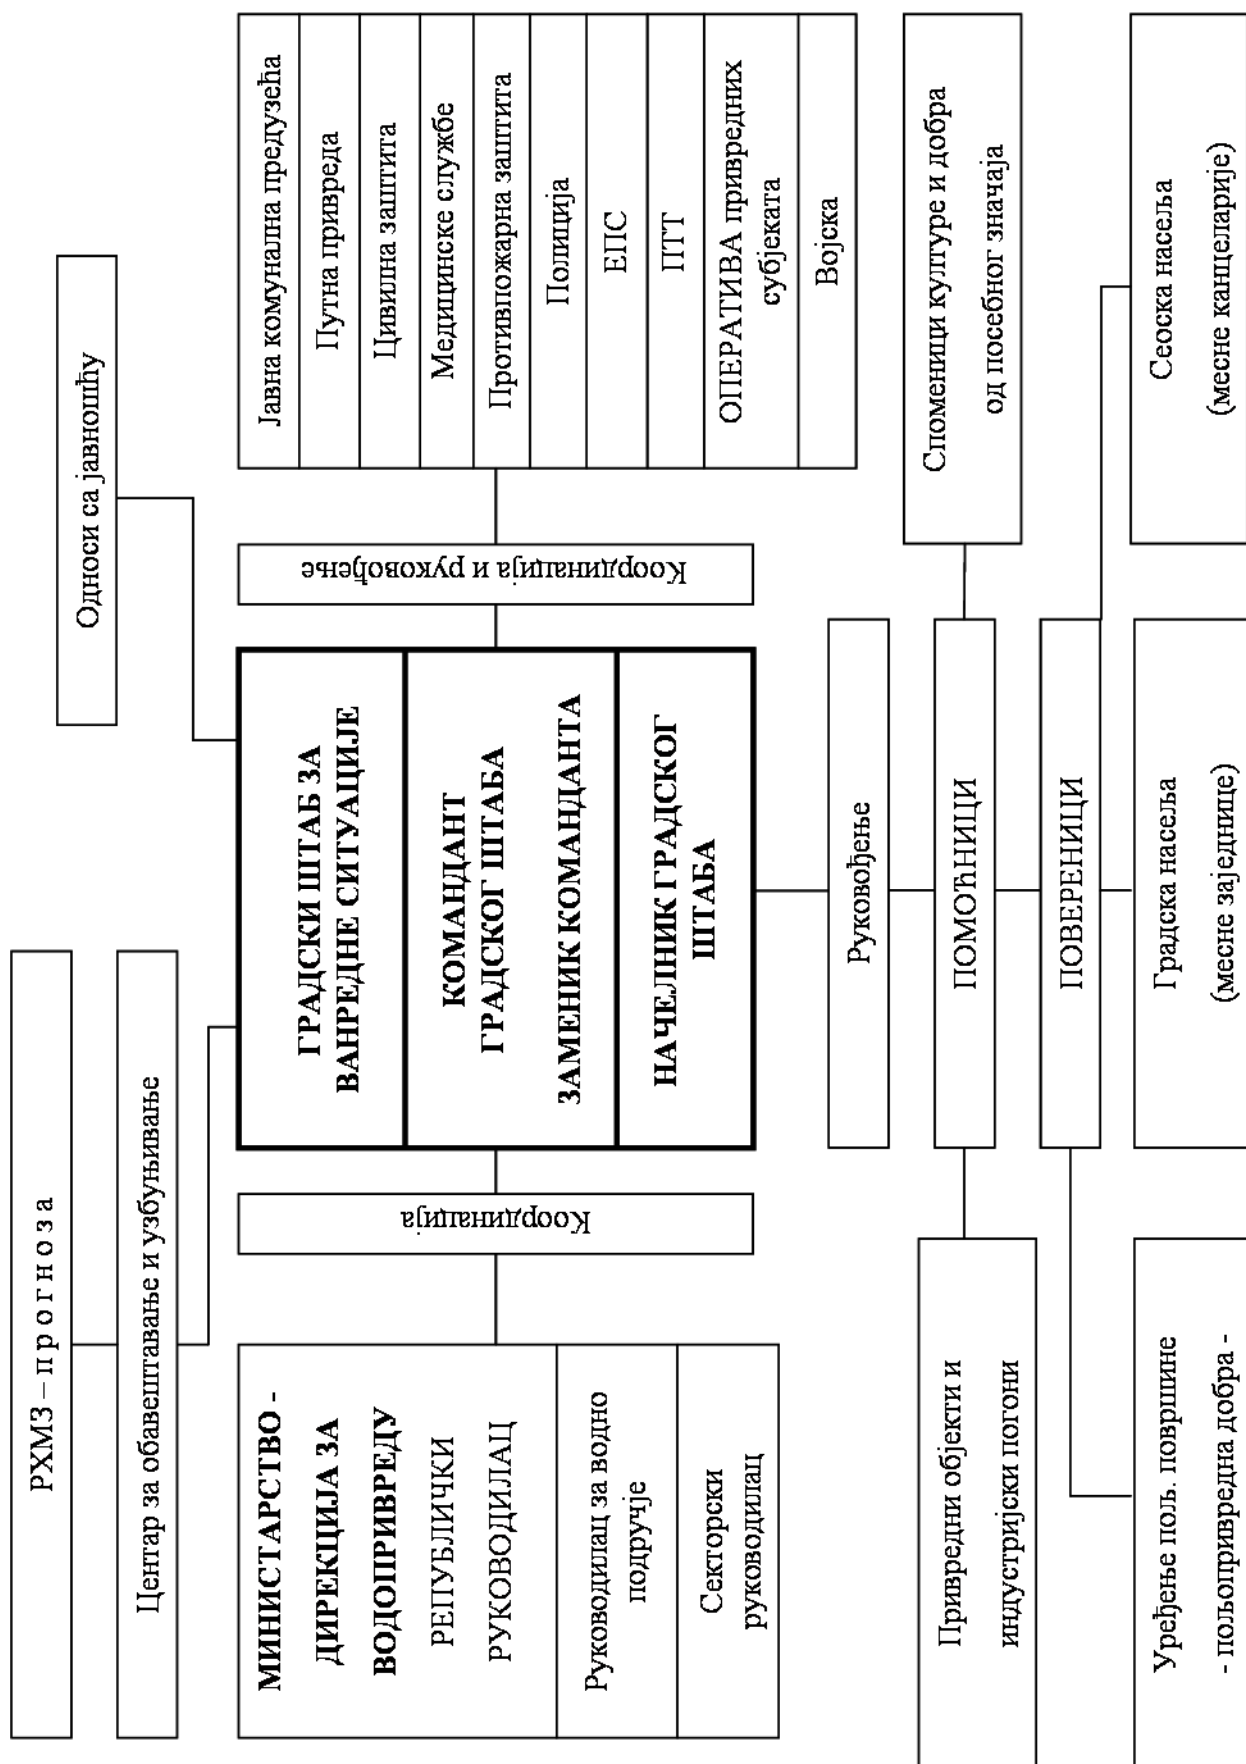 РХМЗ – п р о г н о з а
Центар за обавештавање и узбуњивање
Односи са јавношћу
МИНИСТАРСТВО -
ДИРЕКЦИЈА ЗА
ВОДОПРИВРЕДУ
РЕПУБЛИЧКИ
РУКОВОДИЛАЦ
Руководилац за водно
подручје
Секторски
руководилац
Координација
ГРАДСКИ ШТАБ ЗА
ВАНРЕДНЕ СИТУАЦИЈЕ
КОМАНДАНТ
ГРАДСКОГ ШТАБА
ЗАМЕНИК КОМАНДАНТА
НАЧЕЛНИК ГРАДСКОГ
ШТАБА
Координација и руковођење
Јавна комунална предузећа
Путна привреда
Цивилна заштита
Медицинске службе
Противпожарна заштита
Полиција
ЕПС
ПТТ
ОПЕРАТИВА привредних
субјеката
Војска
Руковођење
Привредни објекти и
индустријски погони
ПОМОЋНИЦИ
Споменици културе и добра
од посебног значаја
ПОВЕРЕНИЦИ
Уређење пољ. површине
- пољопривредна добра -
Градска насеља
(месне заједнице)
Сеоска насеља
(месне канцеларије)